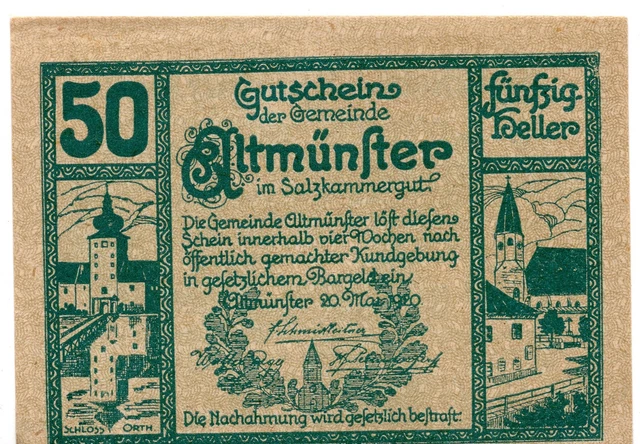 50
Gutschein
der Gemeinde
Altmünster
im Salzkammergut.
fünfzig-
Heller
Die Gemeinde Altmünster löst diesen
Schein innerhalb vier Wochen nach
öffentlich gemachter Kundgebung
in gesetzlichem Bargeld ein.
Altmünster 20. Mai 1920
SCHLOSS ORTH
Die Nachahmung wird gesetzlich bestraft.